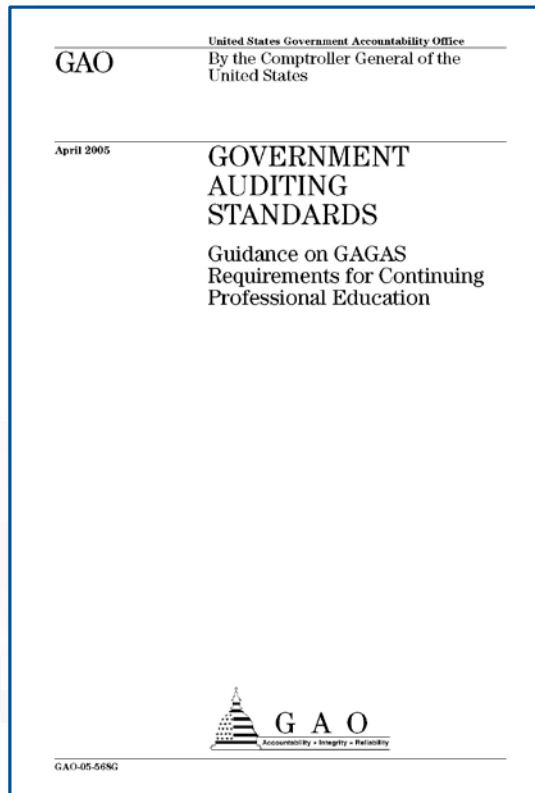 United States Government Accountability Office
GAO
By the Comptroller General of the
United States
April 2005
GOVERNMENT
AUDITING
STANDARDS
Guidance on GAGAS
Requirements for Continuing
Professional Education
G A O
Accountability • Integrity • Reliability
GAO-05-568G